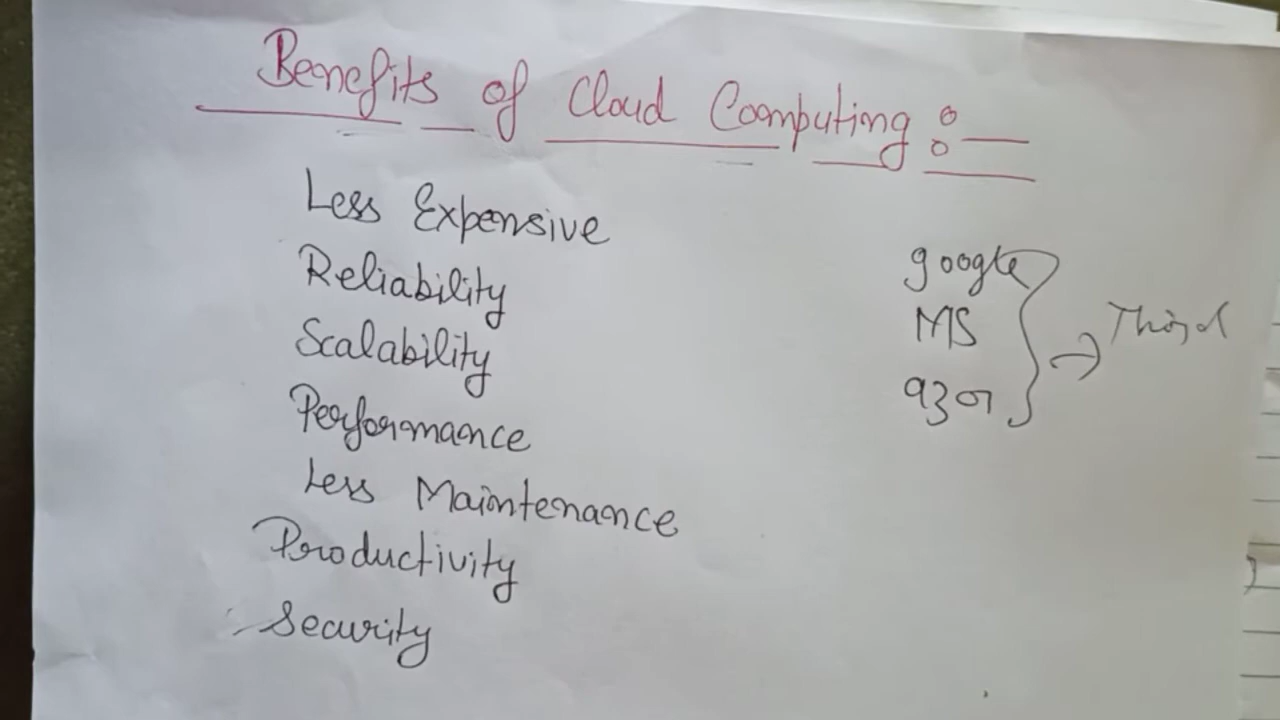 Benefits of Cloud Computing :-
Less Expensive
Reliability
Scalability
Performance
Less Maintenance
Productivity
Security
google
MS
Third